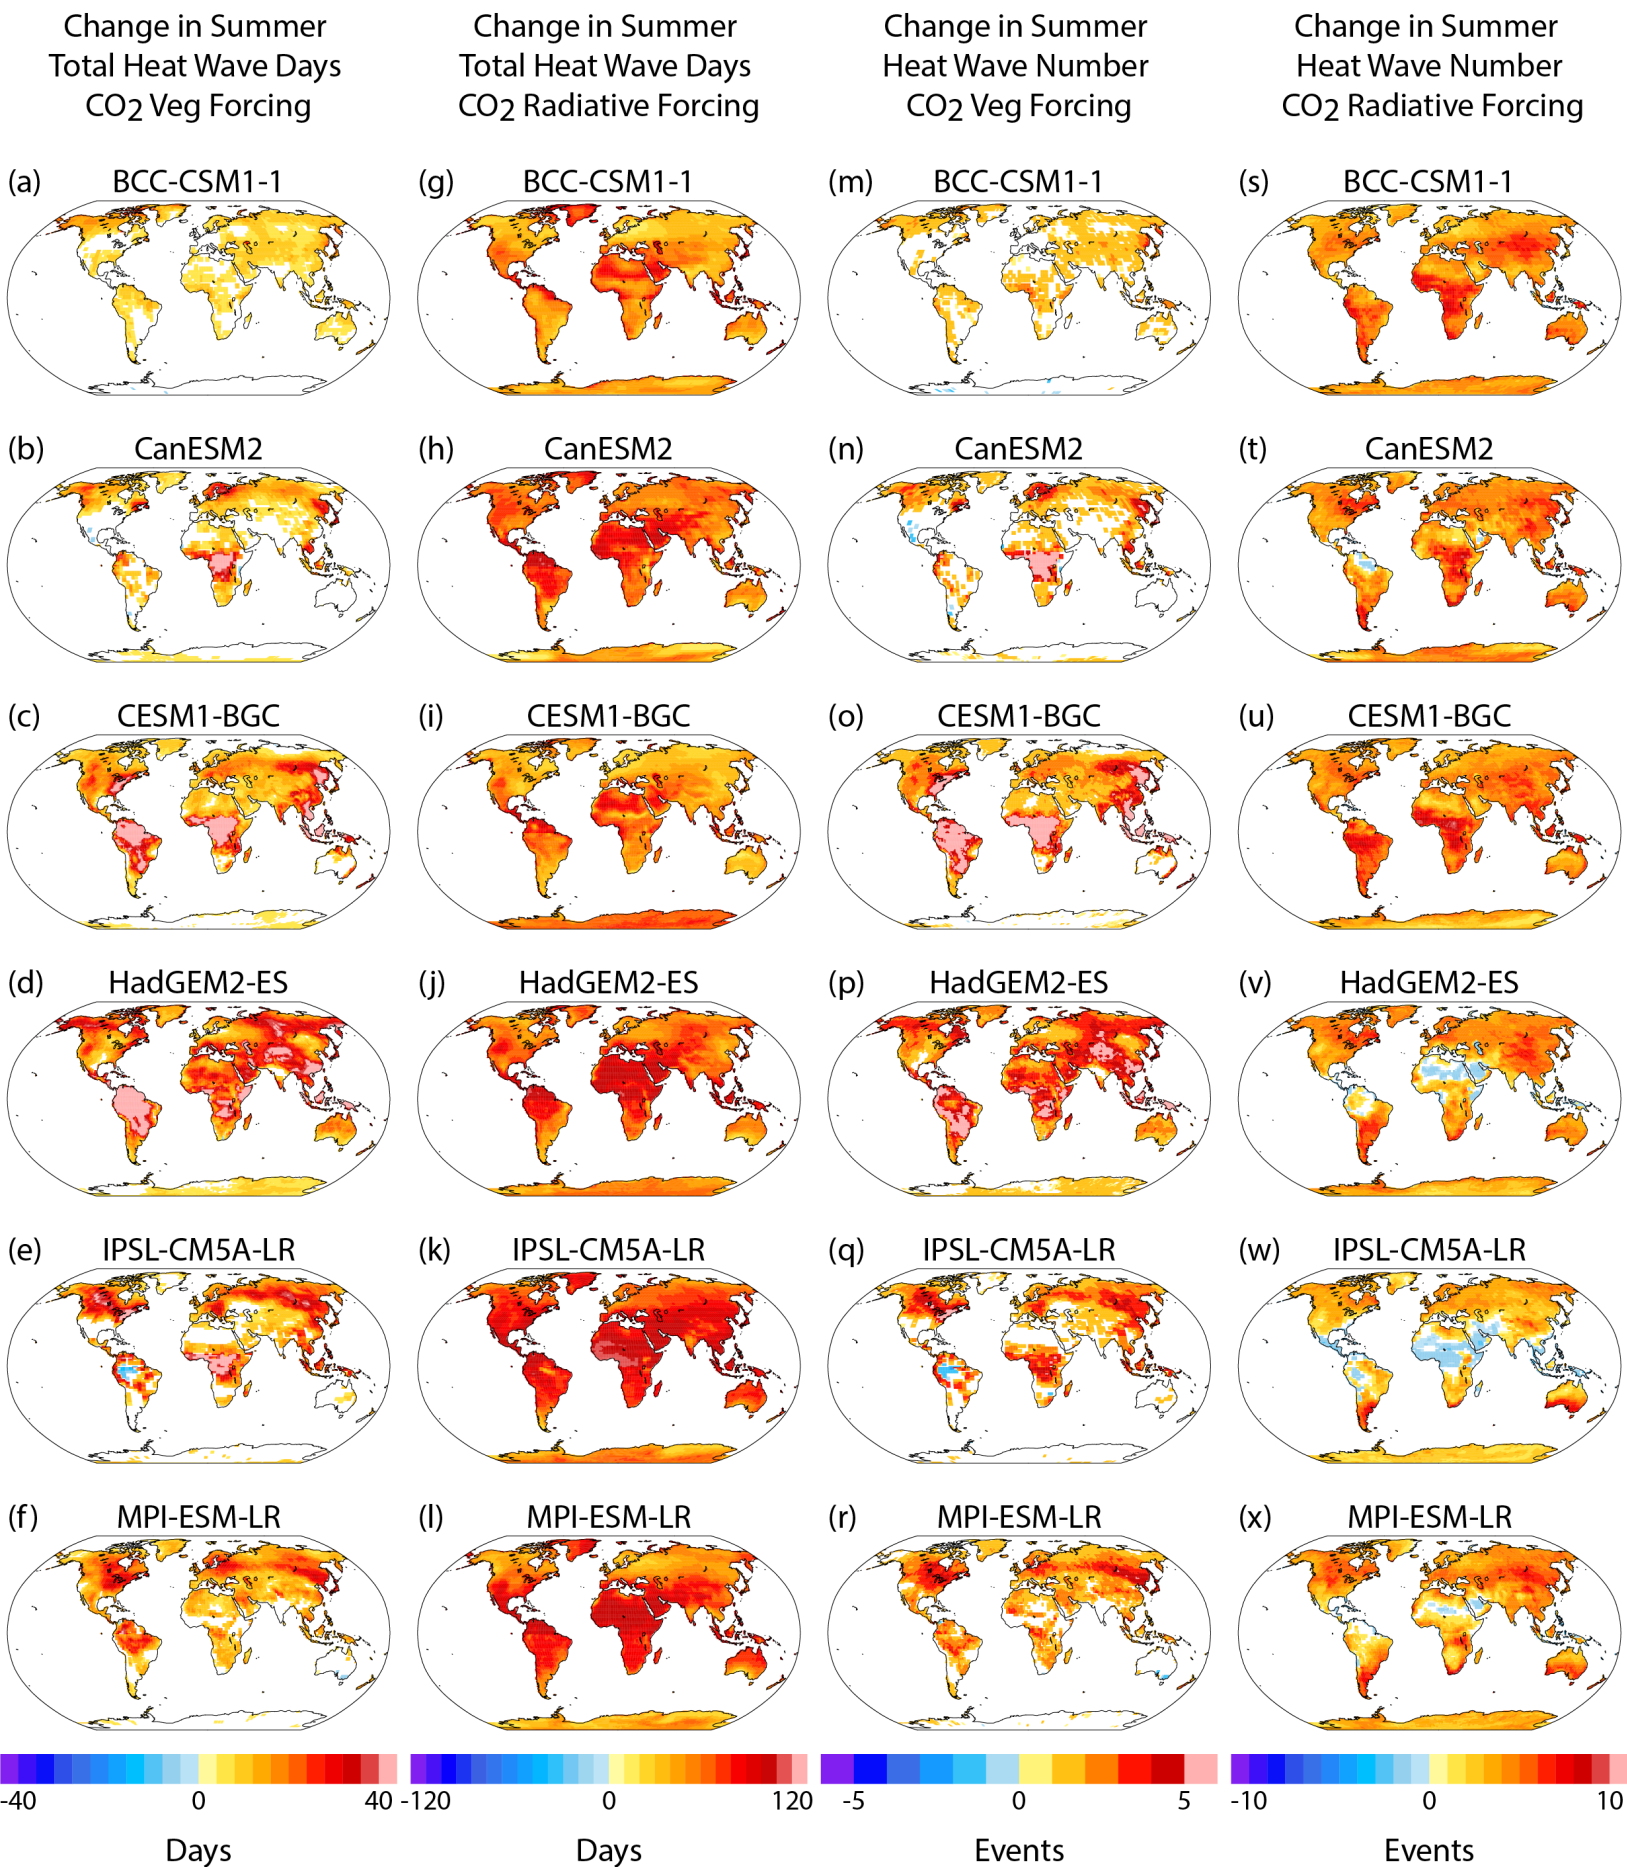 Change in Summer
Total Heat Wave Days
CO2 Veg Forcing
Change in Summer
Total Heat Wave Days
CO2 Radiative Forcing
Change in Summer
Heat Wave Number
CO2 Veg Forcing
Change in Summer
Heat Wave Number
CO2 Radiative Forcing
(a) BCC-CSM1-1
(g) BCC-CSM1-1
(m) BCC-CSM1-1
(s) BCC-CSM1-1
(b) CanESM2
(h) CanESM2
(n) CanESM2
(t) CanESM2
(c) CESM1-BGC
(i) CESM1-BGC
(o) CESM1-BGC
(u) CESM1-BGC
(d) HadGEM2-ES
(j) HadGEM2-ES
(p) HadGEM2-ES
(v) HadGEM2-ES
(e) IPSL-CM5A-LR
(k) IPSL-CM5A-LR
(q) IPSL-CM5A-LR
(w) IPSL-CM5A-LR
(f) MPI-ESM-LR
(l) MPI-ESM-LR
(r) MPI-ESM-LR
(x) MPI-ESM-LR
-40 0 40
-120 0 120
-5 0 5
-10 0 10
Days
Days
Events
Events